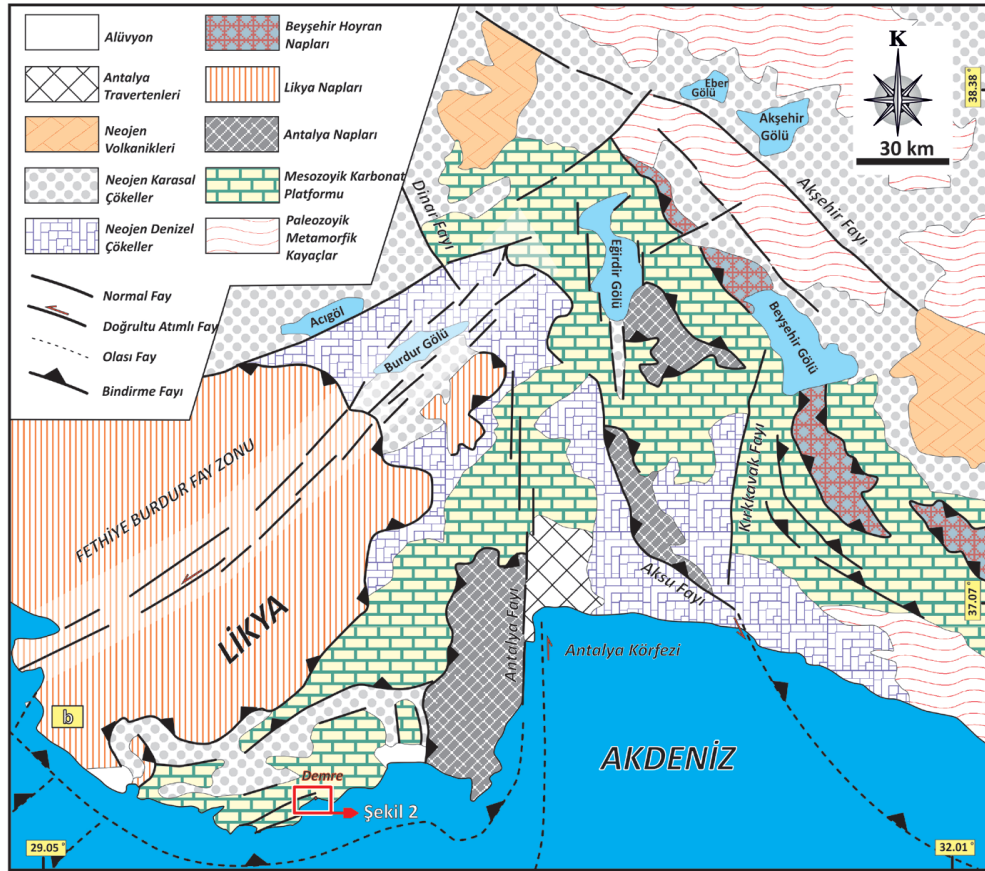 Alüvyon
Antalya
Travertenleri
Neojen
Volkanikleri
Neojen Karasal
Çökeller
Neojen Denizel
Çökeller
Beyşehir Hoyran
Napları
Likya Napları
Antalya Napları
Mesozoyik Karbonat
Platformu
Paleozoyik
Metamorfik
Kayaçlar
Normal Fay
Doğrultu Atımlı Fay
Olası Fay
Bindirme Fayı
K
30 km
38.38°
Eber
Gölü
Akşehir
Gölü
Akşehir Fayı
Dinar Fayı
Eğirdir Gölü
Beyşehir Gölü
Acıgöl
Burdur Gölü
FETHİYE BURDUR FAY ZONU
Kırkkavak Fayı
LİKYA
Aksu Fayı
37.07°
Antalya Fayı
Antalya Körfezi
b
AKDENİZ
Demre
Şekil 2
29.05°
32.01°